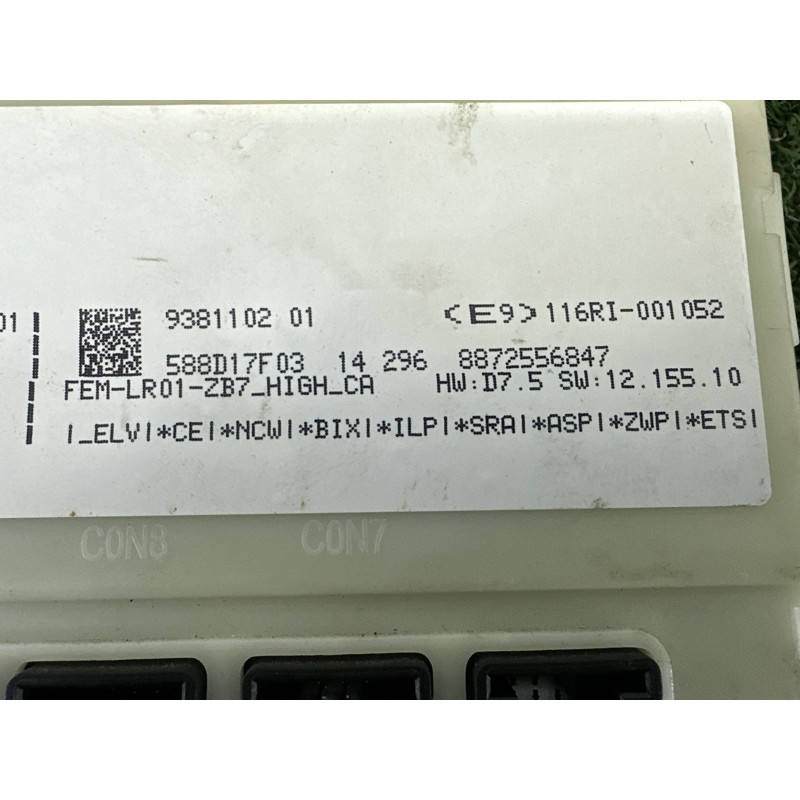 01 | 9381102 01 <E9> 116RI-001052
588D17F03 14 296 8872556847
FEM-LR01-ZB7_HIGH_CA HW:D7.5 SW:12.155.10
|_ELV|*CE|*NCW|*BIX|*ILP|*SRA|*ASP|*ZWP|*ETS|
CON8 CON7